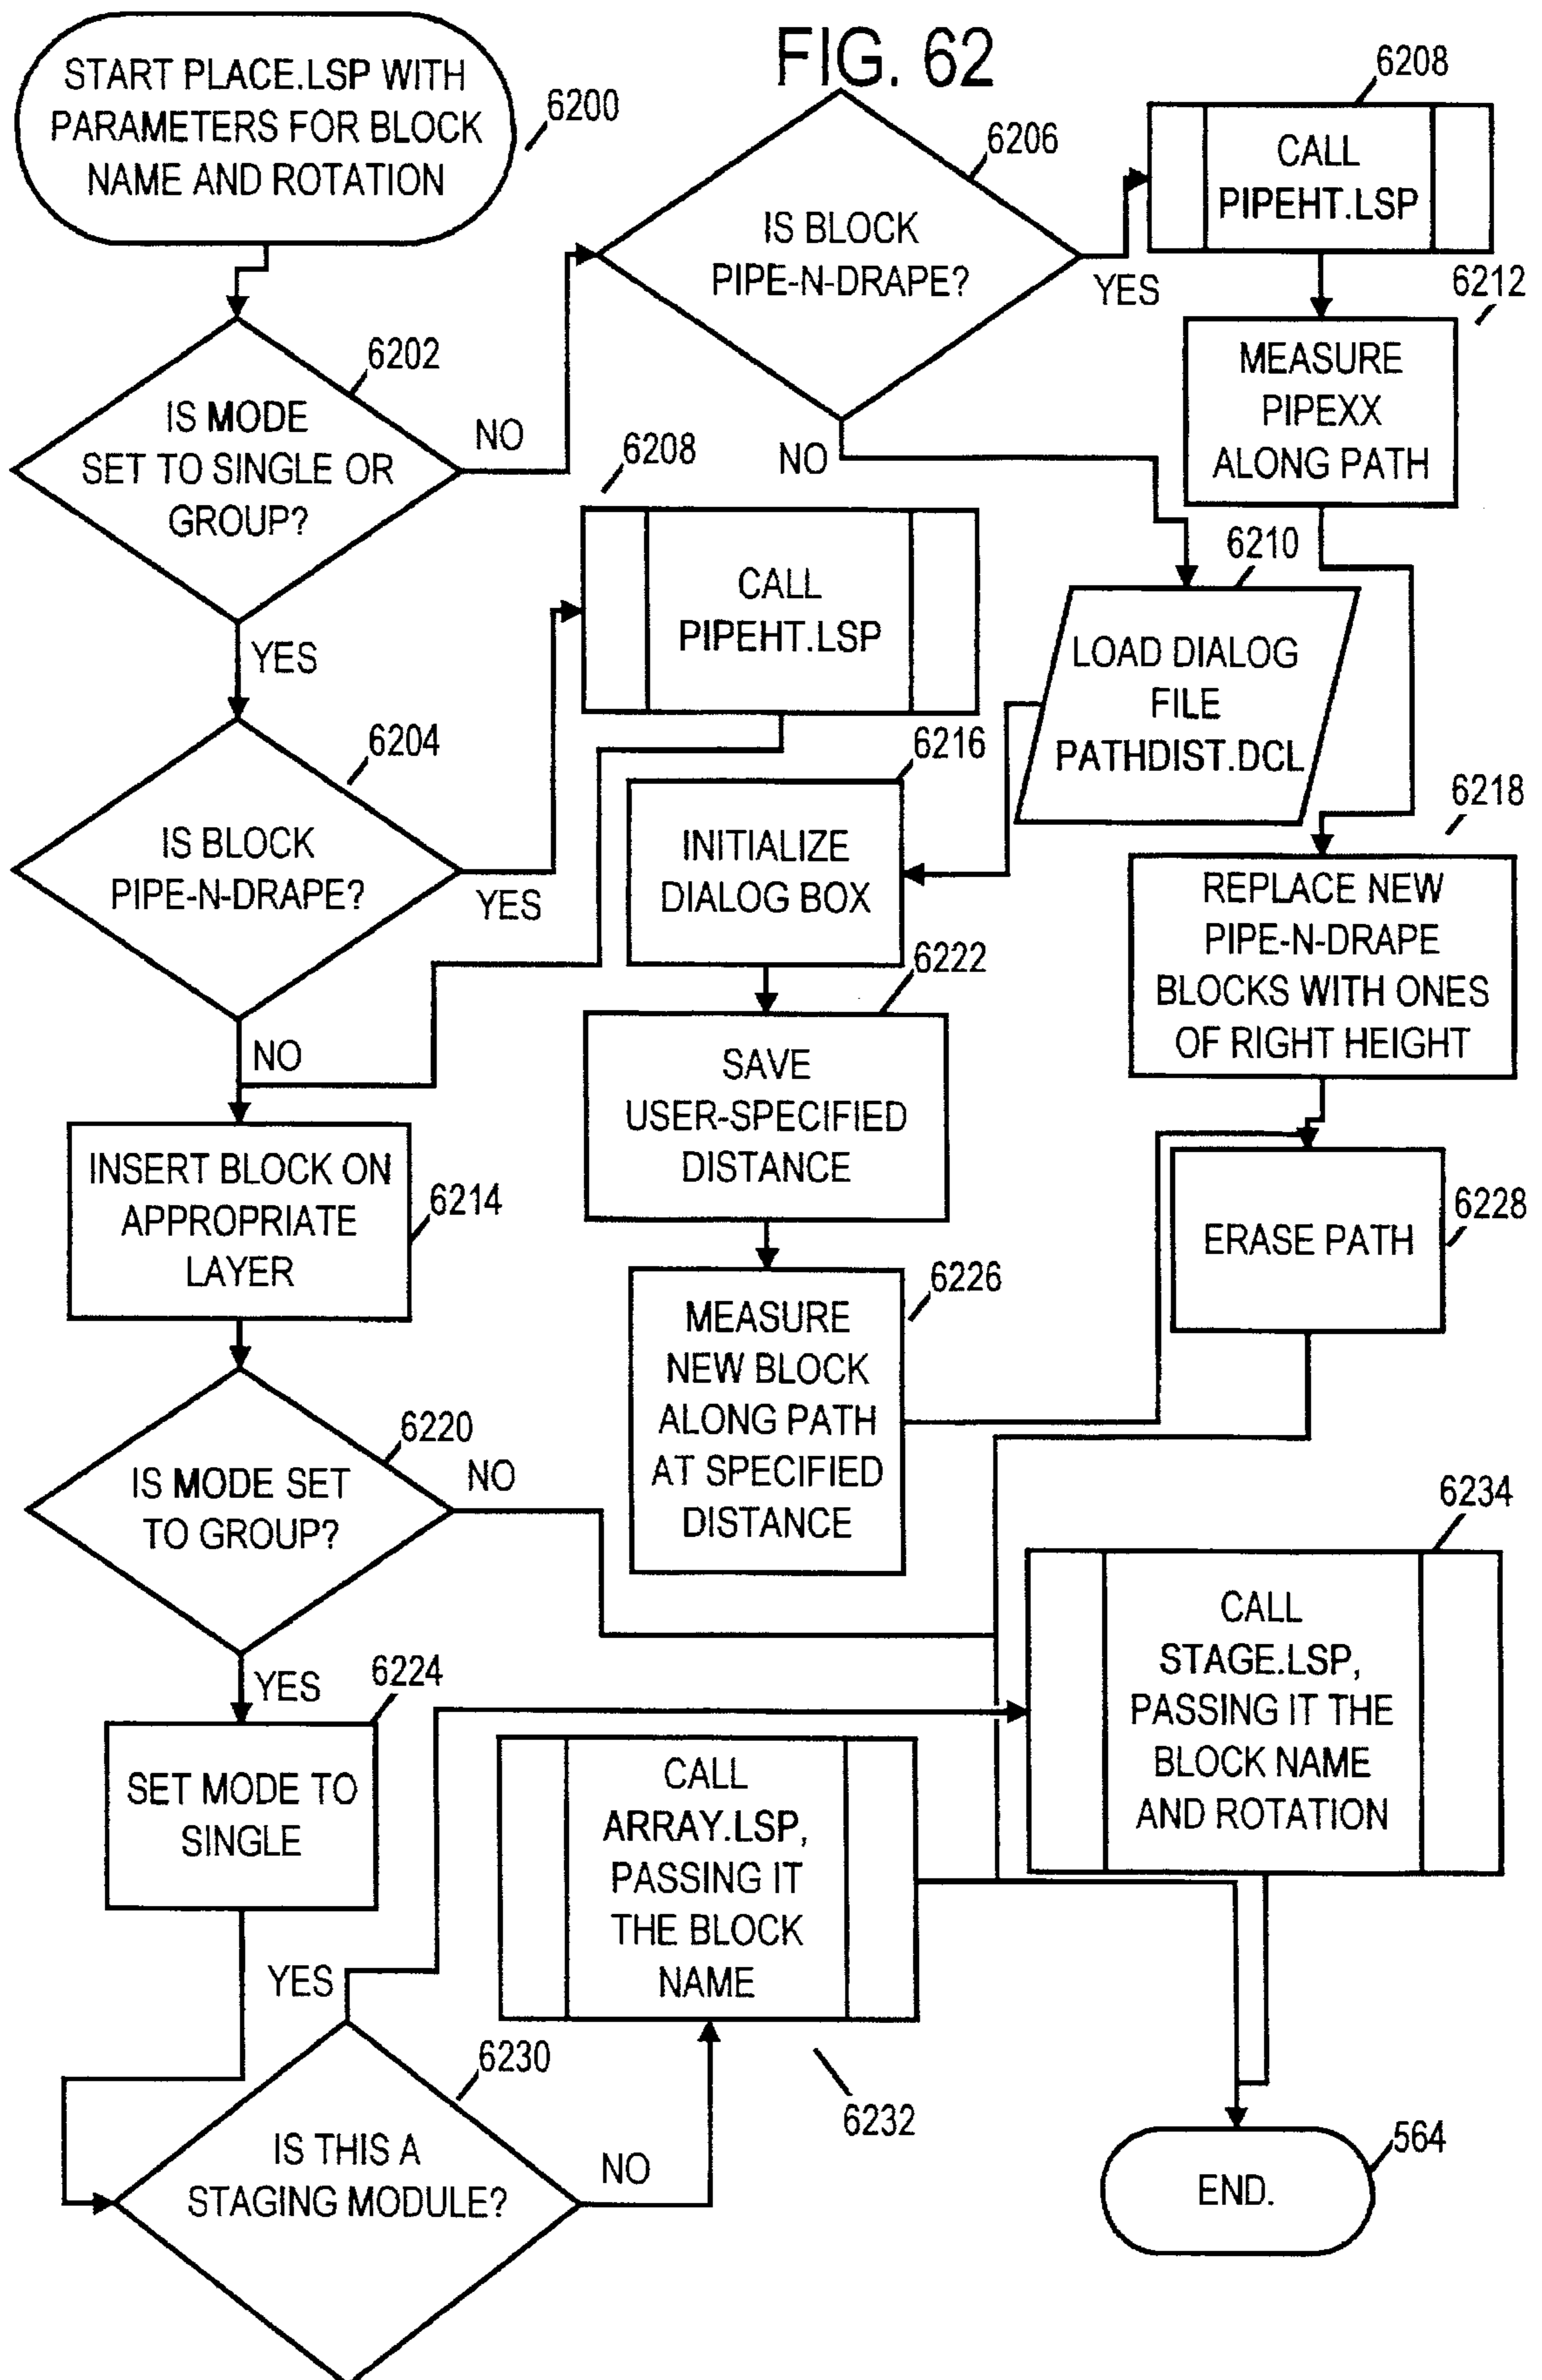 FIG. 62
START PLACE.LSP WITH
PARAMETERS FOR BLOCK
NAME AND ROTATION
6200
IS MODE
SET TO SINGLE OR
GROUP?
6202
NO
YES
IS BLOCK
PIPE-N-DRAPE?
6206
YES
NO
CALL
PIPEHT.LSP
6208
MEASURE
PIPEXX
ALONG PATH
6212
CALL
PIPEHT.LSP
6208
LOAD DIALOG
FILE
PATHDIST.DCL
6210
IS BLOCK
PIPE-N-DRAPE?
6204
YES
NO
INITIALIZE
DIALOG BOX
6216
REPLACE NEW
PIPE-N-DRAPE
BLOCKS WITH ONES
OF RIGHT HEIGHT
6218
SAVE
USER-SPECIFIED
DISTANCE
6222
INSERT BLOCK ON
APPROPRIATE
LAYER
6214
ERASE PATH
6228
MEASURE
NEW BLOCK
ALONG PATH
AT SPECIFIED
DISTANCE
6226
IS MODE SET
TO GROUP?
6220
NO
YES
CALL
STAGE.LSP,
PASSING IT THE
BLOCK NAME
AND ROTATION
6234
SET MODE TO
SINGLE
6224
CALL
ARRAY.LSP,
PASSING IT
THE BLOCK
NAME
6232
YES
IS THIS A
STAGING MODULE?
6230
NO
END.
564